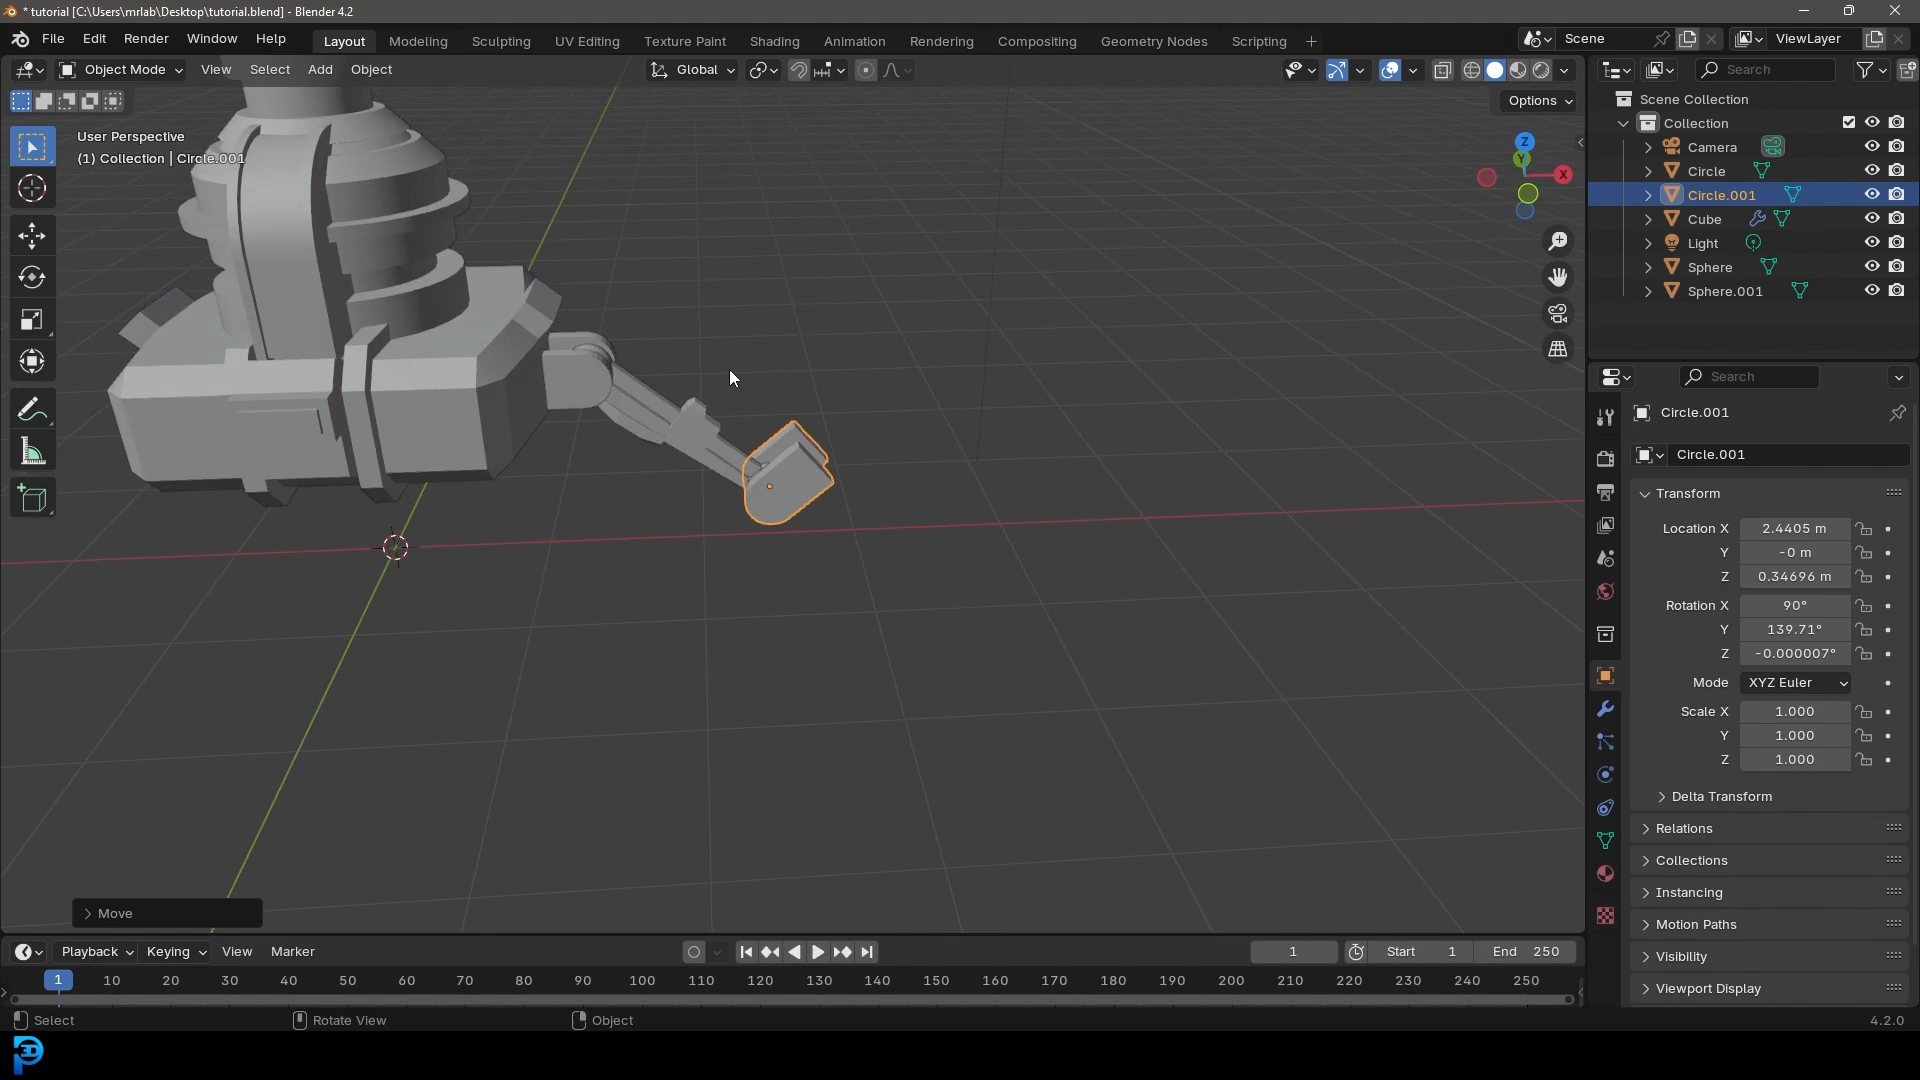 * tutorial [C:\Users\mrlab\Desktop\tutorial.blend] - Blender 4.2
File Edit Render Window Help
Layout Modeling Sculpting UV Editing Texture Paint Shading Animation Rendering Compositing Geometry Nodes Scripting +
Scene
ViewLayer
Object Mode View Select Add Object
Global
Options
User Perspective
(1) Collection | Circle.001
Z
Y
X
Move
Search
Scene Collection
Collection
Camera
Circle
Circle.001
Cube
Light
Sphere
Sphere.001
Search
Circle.001
Circle.001
Transform
Location X 2.4405 m
Y -0 m
Z 0.34696 m
Rotation X 90°
Y 139.71°
Z -0.000007°
Mode XYZ Euler
Scale X 1.000
Y 1.000
Z 1.000
Delta Transform
Relations
Collections
Instancing
Motion Paths
Visibility
Viewport Display
Playback Keying View Marker
1 Start 1 End 250
1 10 20 30 40 50 60 70 80 90 100 110 120 130 140 150 160 170 180 190 200 210 220 230 240 250
Select Rotate View Object
4.2.0
3D